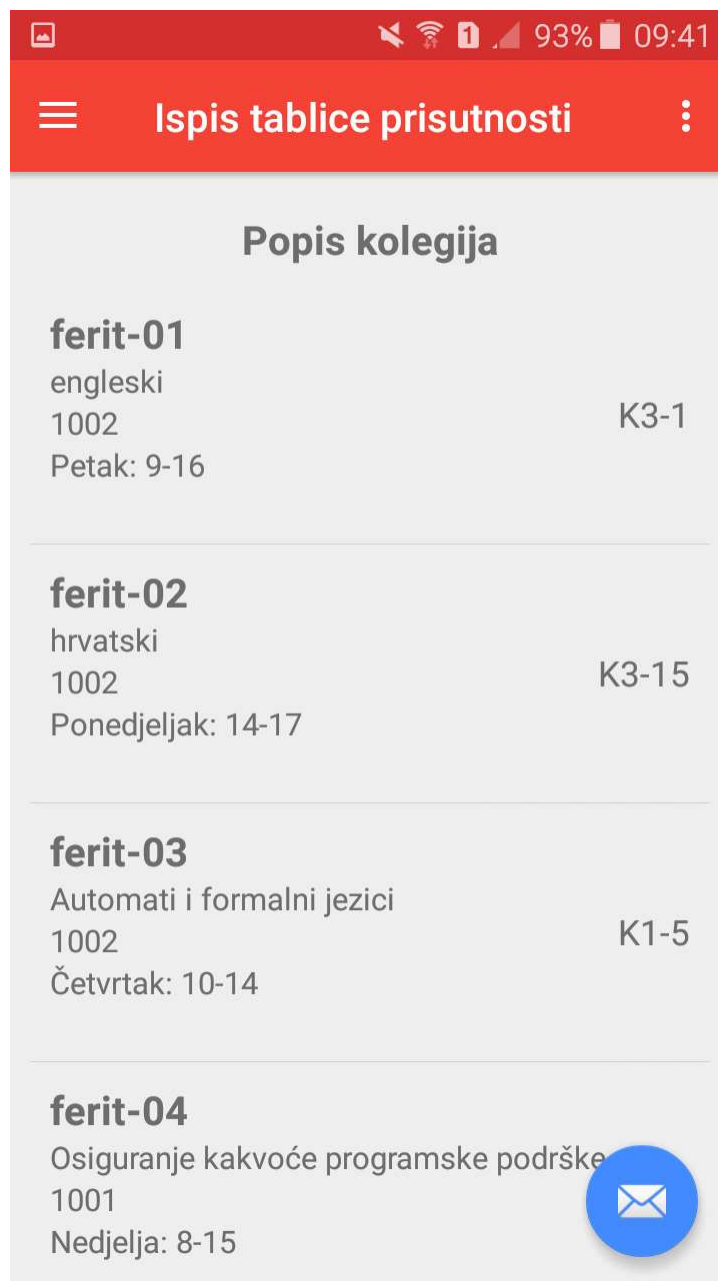 1 93% 09:41
Ispis tablice prisutnosti
Popis kolegija
ferit-01
engleski
1002
K3-1
Petak: 9-16
ferit-02
hrvatski
1002
K3-15
Ponedjeljak: 14-17
ferit-03
Automati i formalni jezici
1002
K1-5
Četvrtak: 10-14
ferit-04
Osiguranje kakvoće programske podrške
1001
Nedjelja: 8-15